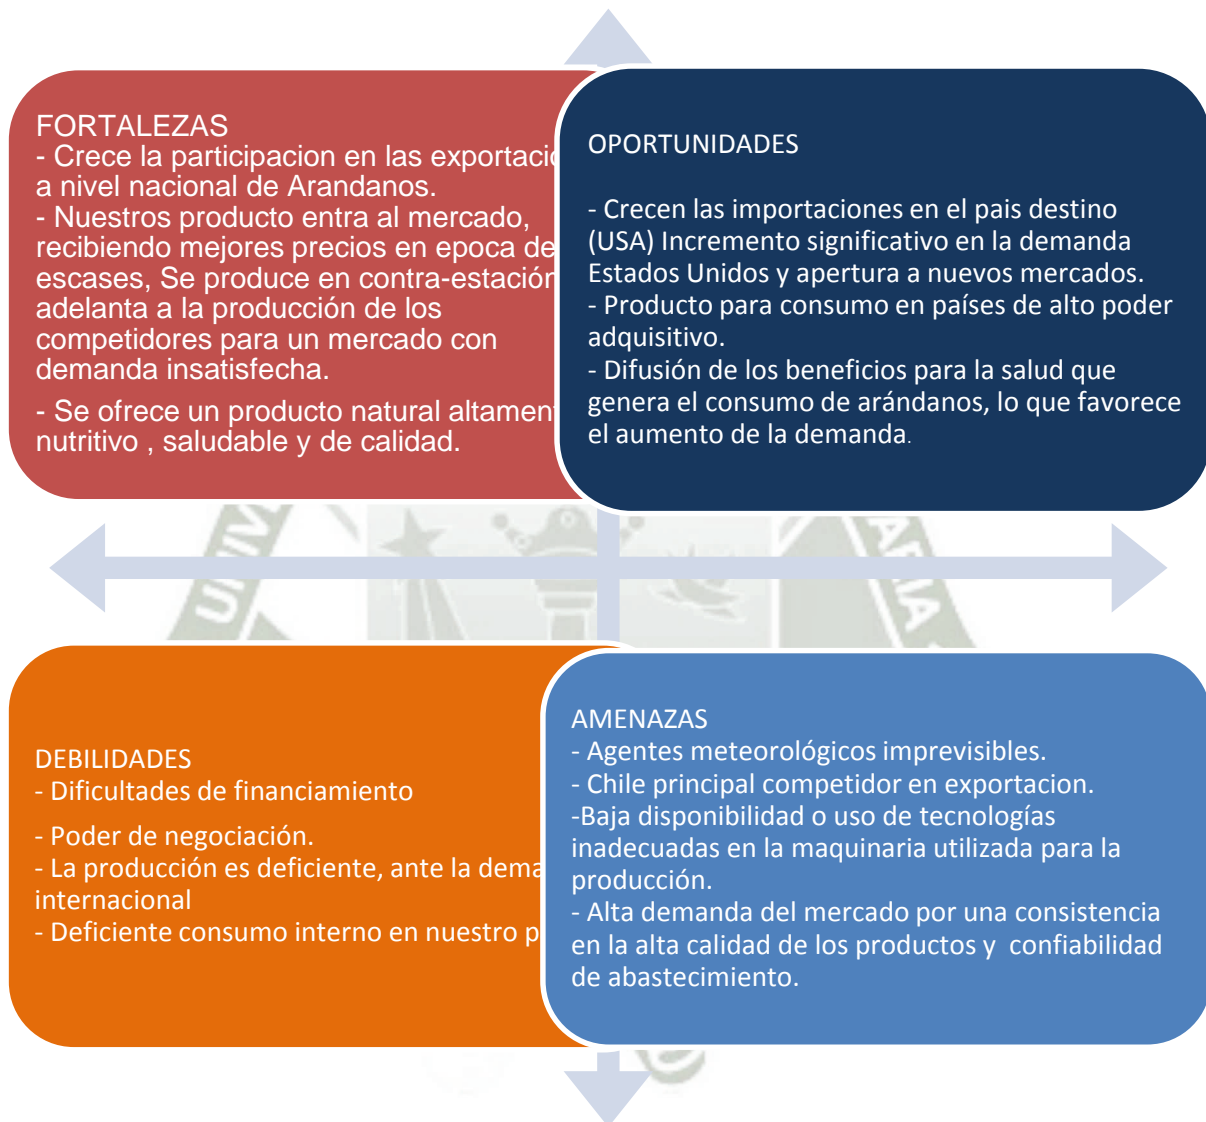 FORTALEZAS
- Crece la participacion en las exportaci
a nivel nacional de Arandanos.
- Nuestros producto entra al mercado,
recibiendo mejores precios en epoca de
escases, Se produce en contra-estación
adelanta a la producción de los
competidores para un mercado con
demanda insatisfecha.
- Se ofrece un producto natural altamen
nutritivo , saludable y de calidad.
OPORTUNIDADES
- Crecen las importaciones en el pais destino
(USA) Incremento significativo en la demanda
Estados Unidos y apertura a nuevos mercados.
- Producto para consumo en países de alto poder
adquisitivo.
- Difusión de los beneficios para la salud que
genera el consumo de arándanos, lo que favorece
el aumento de la demanda.
DEBILIDADES
- Dificultades de financiamiento
- Poder de negociación.
- La producción es deficiente, ante la dema
internacional
- Deficiente consumo interno en nuestro p
AMENAZAS
- Agentes meteorológicos imprevisibles.
- Chile principal competidor en exportacion.
-Baja disponibilidad o uso de tecnologías
inadecuadas en la maquinaria utilizada para la
producción.
- Alta demanda del mercado por una consistencia
en la alta calidad de los productos y  confiabilidad
de abastecimiento.